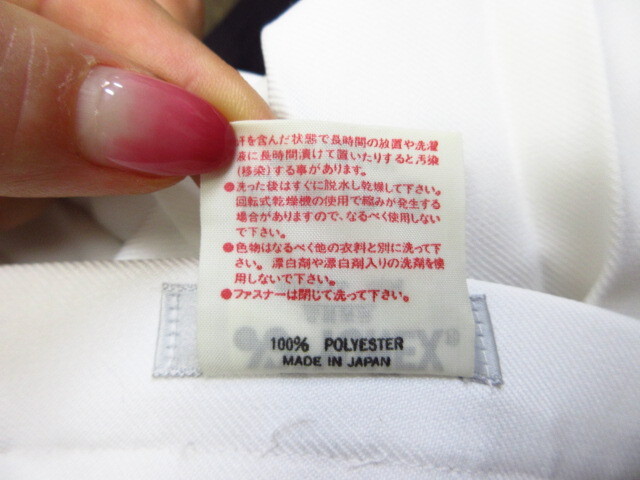 汗を含んだ状態で長時間の放置や洗濯
液に長時間漬けて置いたりすると汚染
(移染)する事があります。
●洗った後はすぐに脱水し乾燥して下さい。
回転式乾燥機の使用で縮みが発生する
場合がありますので、なるべく使用しない
で下さい。
●色物はなるべく他の衣料と別に洗って下
さい。漂白剤や漂白剤入りの洗剤を使
用しないで下さい。
●ファスナーは閉じて洗って下さい。
100% POLYESTER
MADE IN JAPAN